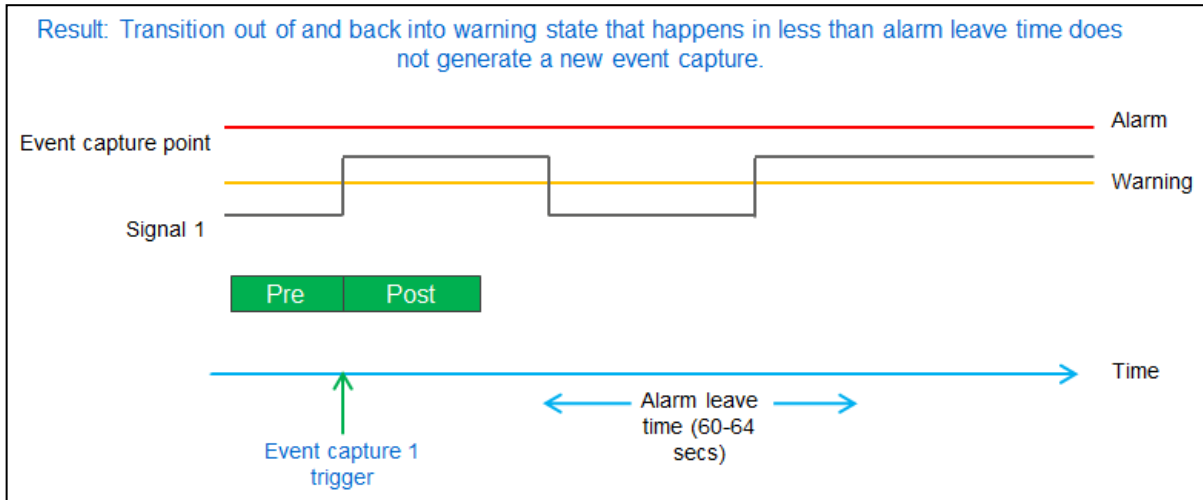 Result: Transition out of and back into warning state that happens in less than alarm leave time does
not generate a new event capture.
Alarm
Event capture point
Warning
Signal 1
Pre
Post
Time
Alarm leave
time (60-64
secs)
Event capture 1
trigger